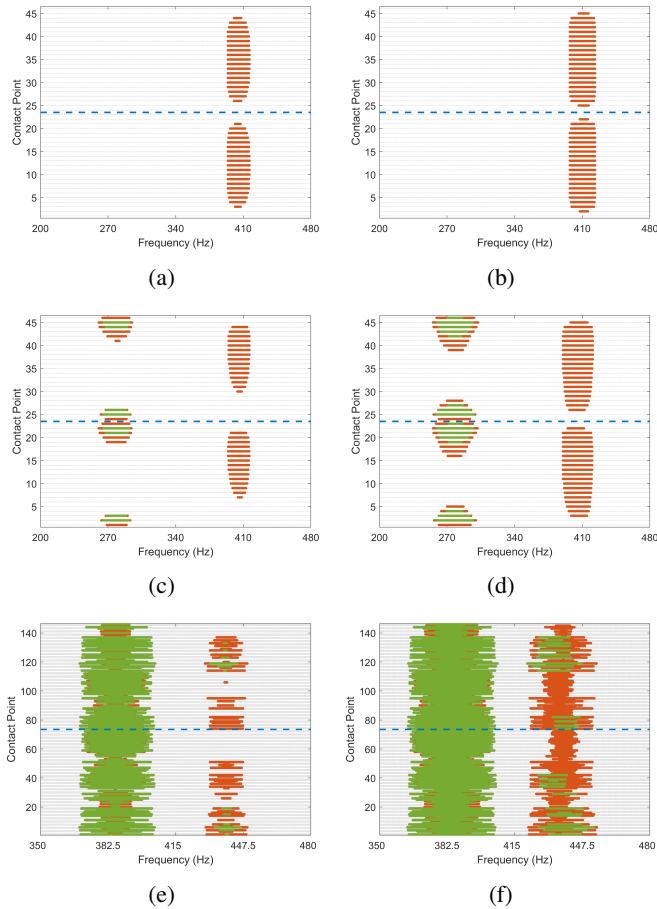 45
40
35
30
25
20
15
10
5
Contact Point
200 270 340 410 480
Frequency (Hz)
(a)
45
40
35
30
25
20
15
10
5
Contact Point
200 270 340 410 480
Frequency (Hz)
(b)
45
40
35
30
25
20
15
10
5
Contact Point
200 270 340 410 480
Frequency (Hz)
(c)
45
40
35
30
25
20
15
10
5
Contact Point
200 270 340 410 480
Frequency (Hz)
(d)
140
120
100
80
60
40
20
Contact Point
350 382.5 415 447.5 480
Frequency (Hz)
(e)
140
120
100
80
60
40
20
Contact Point
350 382.5 415 447.5 480
Frequency (Hz)
(f)